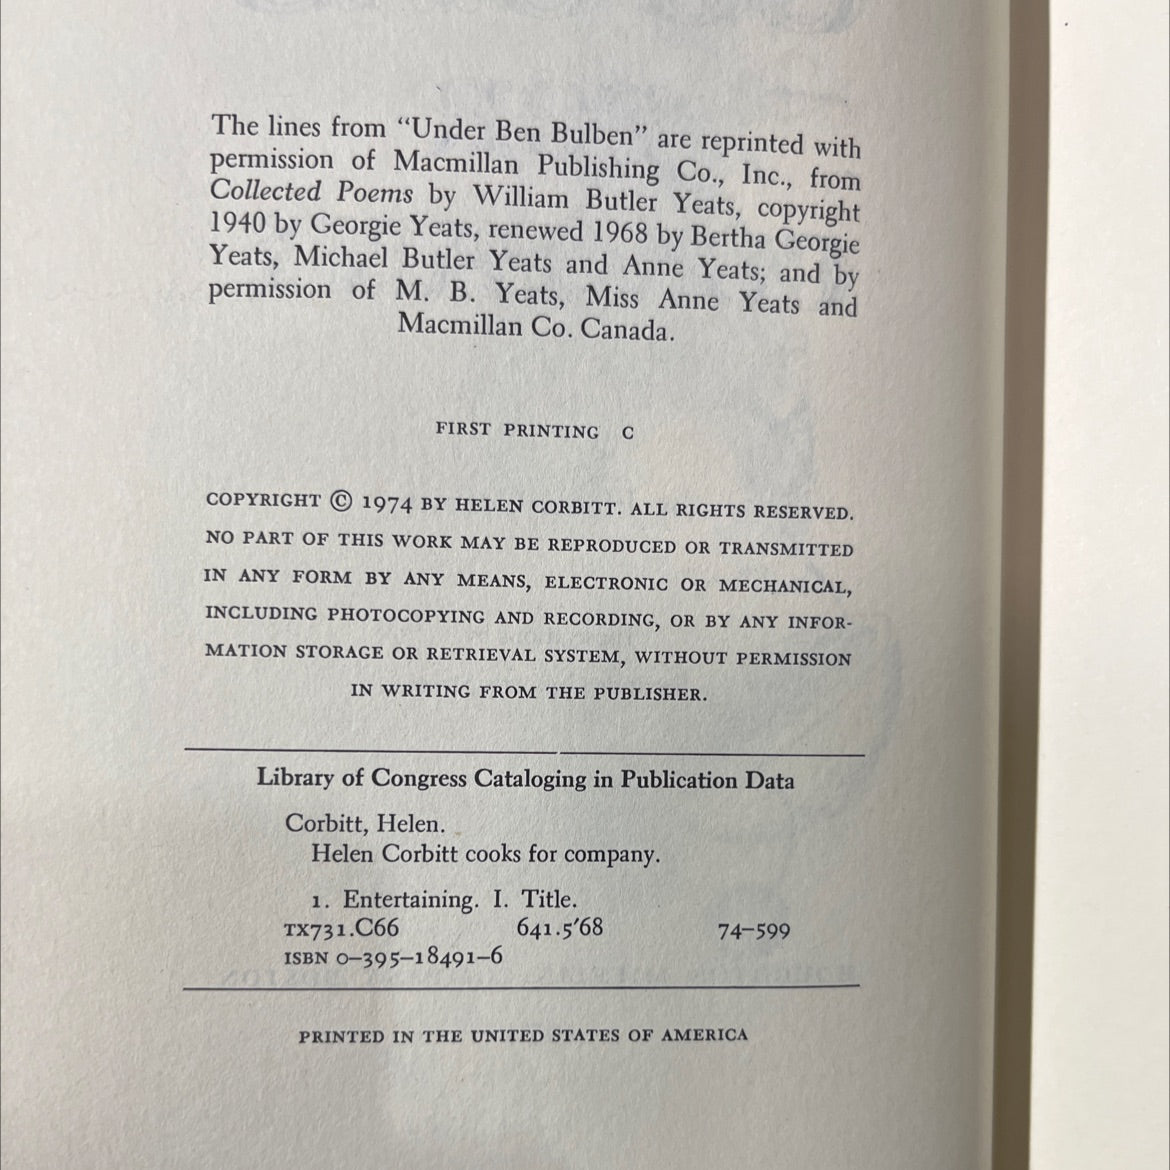 The lines from “Under Ben Bulben” are reprinted with
permission of Macmillan Publishing Co., Inc., from
Collected Poems by William Butler Yeats, copyright
1940 by Georgie Yeats, renewed 1968 by Bertha Georgie
Yeats, Michael Butler Yeats and Anne Yeats; and by
permission of M. B. Yeats, Miss Anne Yeats and
Macmillan Co. Canada.
FIRST PRINTING C
COPYRIGHT © 1974 BY HELEN CORBITT. ALL RIGHTS RESERVED.
NO PART OF THIS WORK MAY BE REPRODUCED OR TRANSMITTED
IN ANY FORM BY ANY MEANS, ELECTRONIC OR MECHANICAL,
INCLUDING PHOTOCOPYING AND RECORDING, OR BY ANY INFOR-
MATION STORAGE OR RETRIEVAL SYSTEM, WITHOUT PERMISSION
IN WRITING FROM THE PUBLISHER.
Library of Congress Cataloging in Publication Data
Corbitt, Helen.
Helen Corbitt cooks for company.
1. Entertaining. I. Title.
TX731.C66 641.5′68 74–599
ISBN 0–395–18491–6
PRINTED IN THE UNITED STATES OF AMERICA